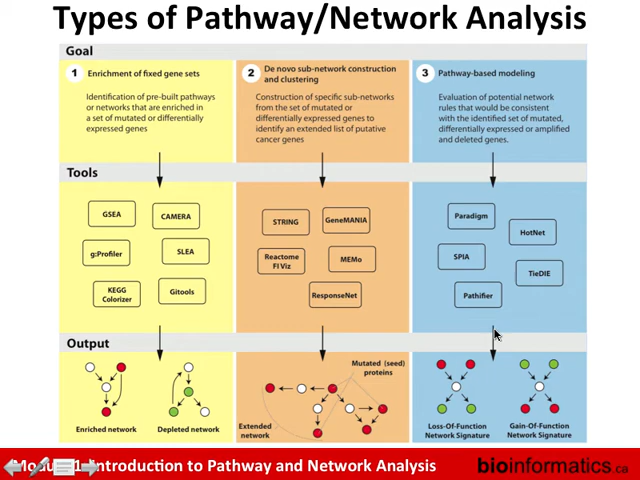 Types of Pathway/Network Analysis
Goal
1 Enrichment of fixed gene sets
Identification of pre-built pathways
or networks that are enriched in
a set of mutated or differentially
expressed genes
2 De novo sub-network construction
and clustering
Construction of specific sub-networks
from the set of mutated or
differentially expressed genes to
identify an extended list of putative
cancer genes
3 Pathway-based modeling
Evaluation of potential network
rules that would be consistent
with the identified set of mutated,
differentially expressed or amplified
and deleted genes.
Tools
GSEA
CAMERA
g:Profiler
SLEA
KEGG
Colorizer
Gitools
STRING
GeneMANIA
Reactome
FI Viz
MEMo
ResponseNet
Paradigm
HotNet
SPIA
TieDIE
Pathifier
Output
Enriched network
Depleted network
Mutated (seed)
proteins
Extended
network
Loss-Of-Function
Network Signature
Gain-Of-Function
Network Signature
1 Introduction to Pathway and Network Analysis
bioinformatics.ca